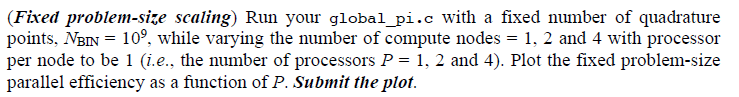 (Fixed problem-size scaling) Run your global_pi.c with a fixed number of quadrature
points, NBIN = 10⁹, while varying the number of compute nodes = 1, 2 and 4 with processor
per node to be 1 (i.e., the number of processors P = 1, 2 and 4). Plot the fixed problem-size
parallel efficiency as a function of P. Submit the plot.